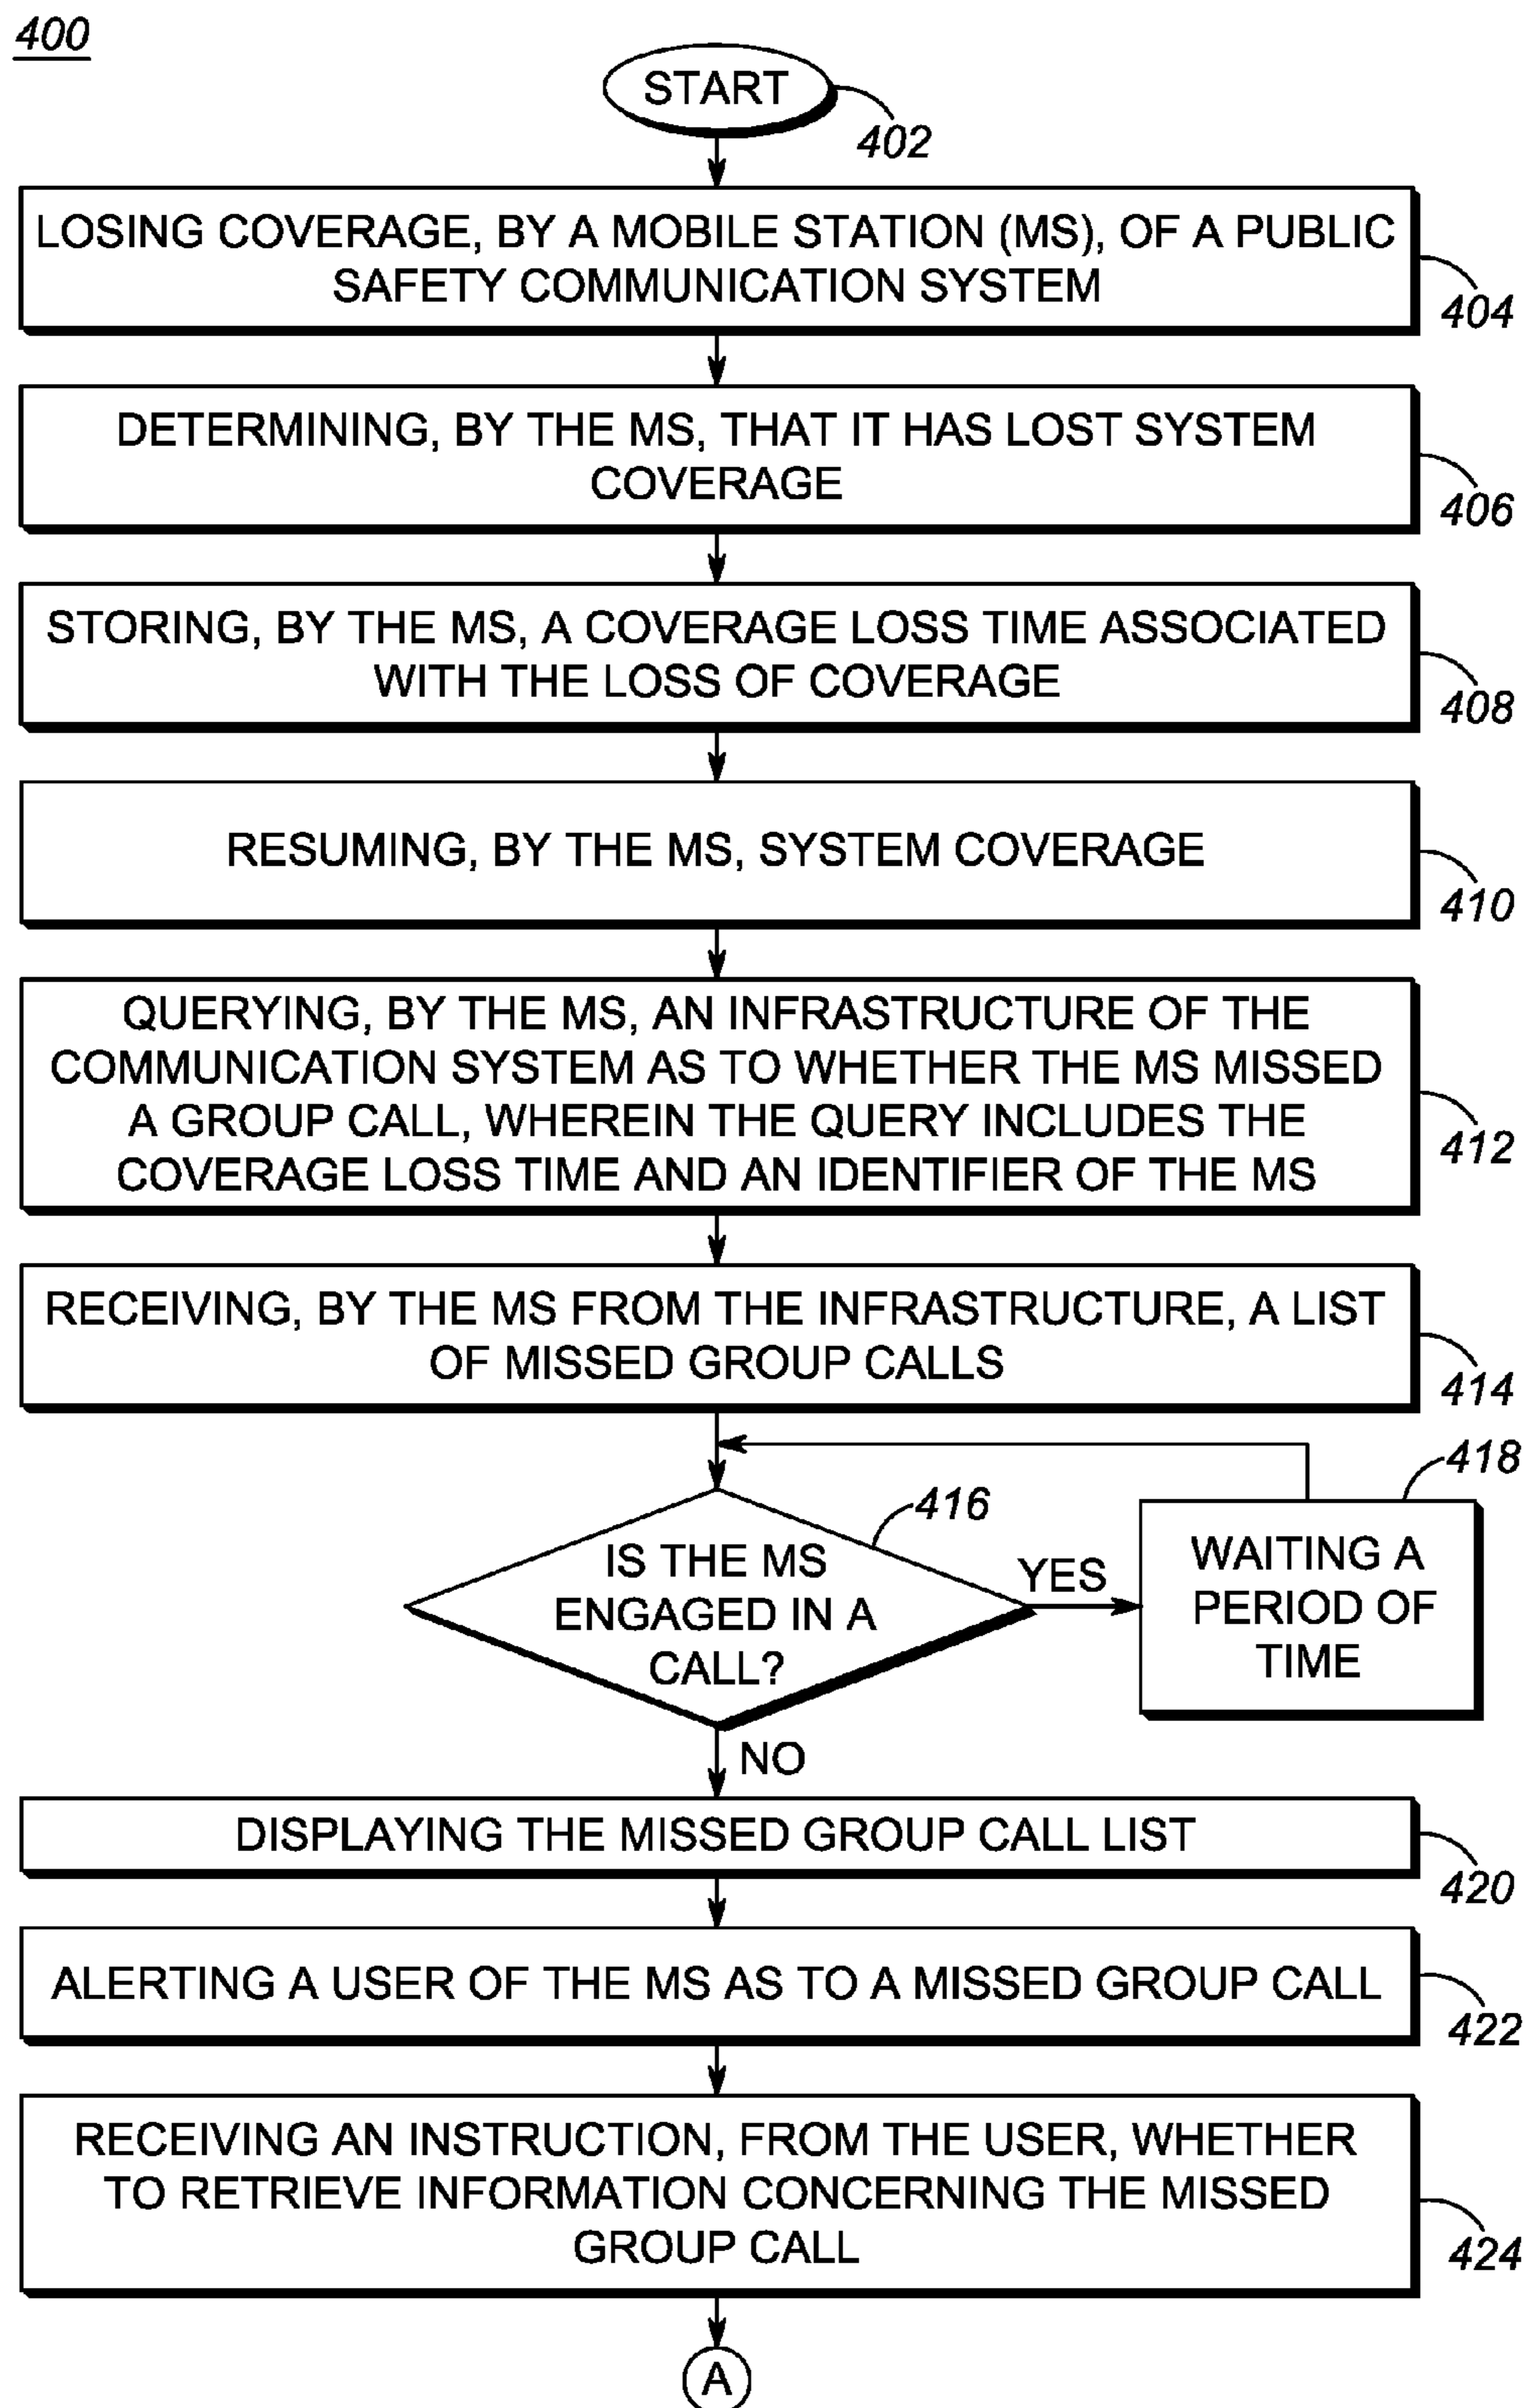 400
START
402
LOSING COVERAGE, BY A MOBILE STATION (MS), OF A PUBLIC
SAFETY COMMUNICATION SYSTEM
404
DETERMINING, BY THE MS, THAT IT HAS LOST SYSTEM
COVERAGE
406
STORING, BY THE MS, A COVERAGE LOSS TIME ASSOCIATED
WITH THE LOSS OF COVERAGE
408
RESUMING, BY THE MS, SYSTEM COVERAGE
410
QUERYING, BY THE MS, AN INFRASTRUCTURE OF THE
COMMUNICATION SYSTEM AS TO WHETHER THE MS MISSED
A GROUP CALL, WHEREIN THE QUERY INCLUDES THE
COVERAGE LOSS TIME AND AN IDENTIFIER OF THE MS
412
RECEIVING, BY THE MS FROM THE INFRASTRUCTURE, A LIST
OF MISSED GROUP CALLS
414
416
IS THE MS
ENGAGED IN A
CALL?
YES
418
WAITING A
PERIOD OF
TIME
NO
DISPLAYING THE MISSED GROUP CALL LIST
420
ALERTING A USER OF THE MS AS TO A MISSED GROUP CALL
422
RECEIVING AN INSTRUCTION, FROM THE USER, WHETHER
TO RETRIEVE INFORMATION CONCERNING THE MISSED
GROUP CALL
424
A